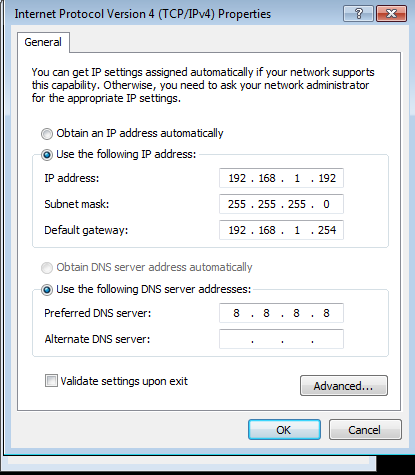 Internet Protocol Version 4 (TCP/IPv4) Properties
?
General
You can get IP settings assigned automatically if your network supports
this capability. Otherwise, you need to ask your network administrator
for the appropriate IP settings.
Obtain an IP address automatically
Use the following IP address:
IP address: 192 . 168 . 1 . 192
Subnet mask: 255 . 255 . 255 . 0
Default gateway: 192 . 168 . 1 . 254
Obtain DNS server address automatically
Use the following DNS server addresses:
Preferred DNS server: 8 . 8 . 8 . 8
Alternate DNS server: . . .
Validate settings upon exit
Advanced...
OK Cancel